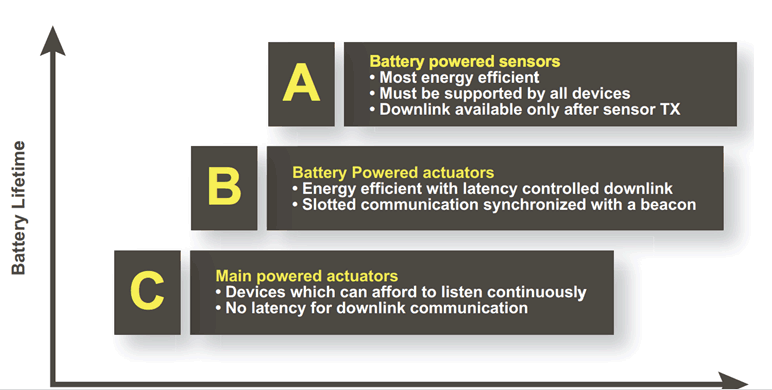 A
Battery powered sensors
• Most energy efficient
• Must be supported by all devices
• Downlink available only after sensor TX
B
Battery Powered actuators
• Energy efficient with latency controlled downlink
• Slotted communication synchronized with a beacon
C
Main powered actuators
• Devices which can afford to listen continuously
• No latency for downlink communication
Battery Lifetime